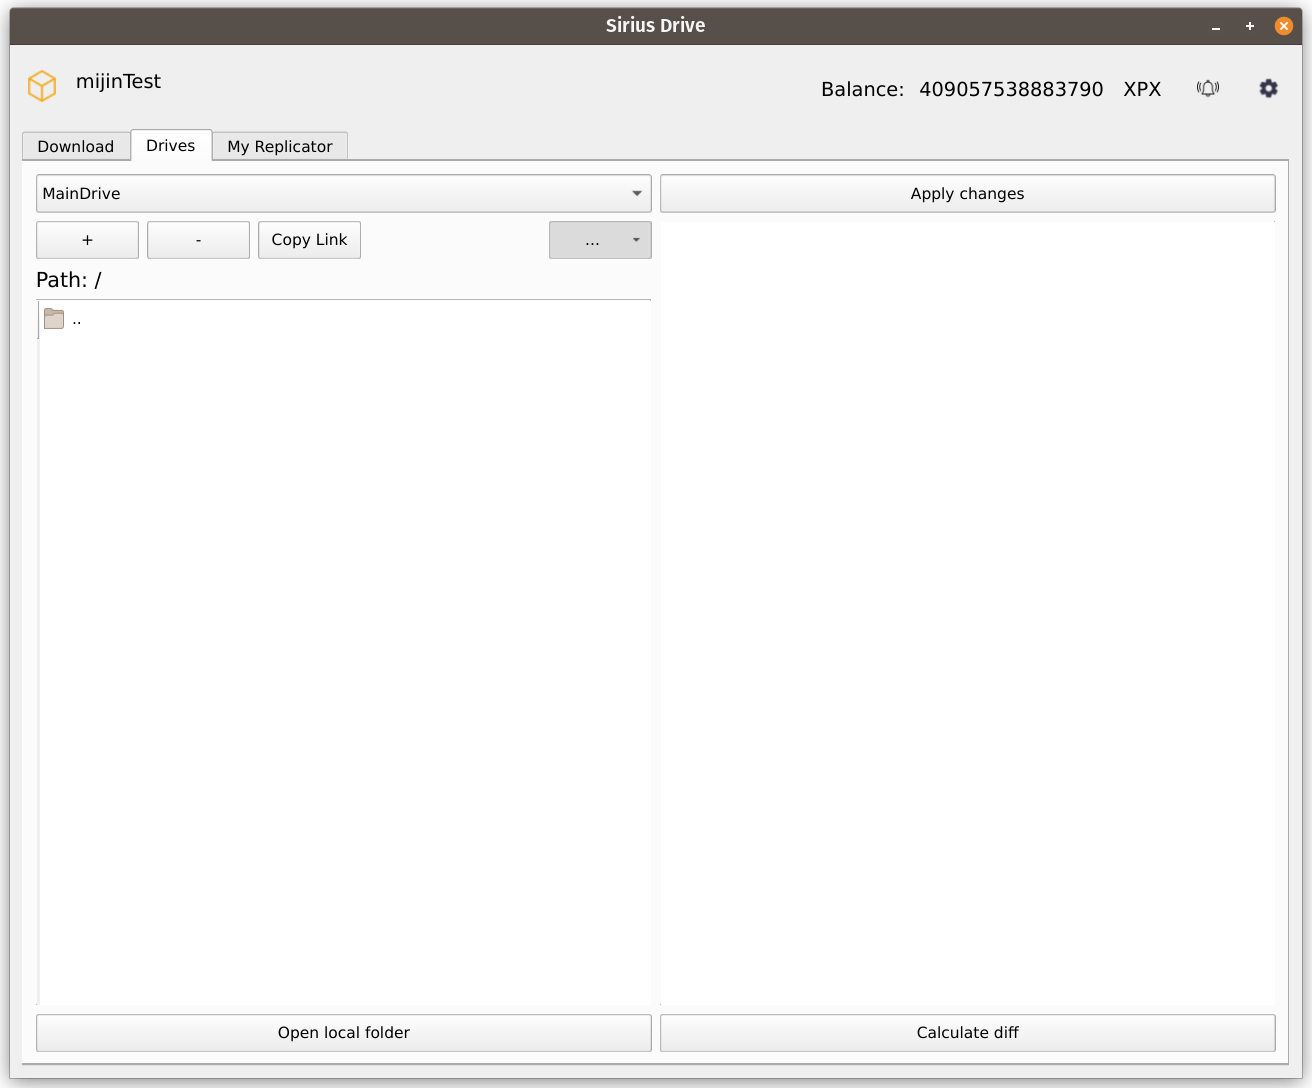 Sirius Drive
mijinTest
Balance: 409057538883790 XPX
Download Drives My Replicator
MainDrive
Apply changes
+ - Copy Link ...
Path: /
..
Open local folder
Calculate diff